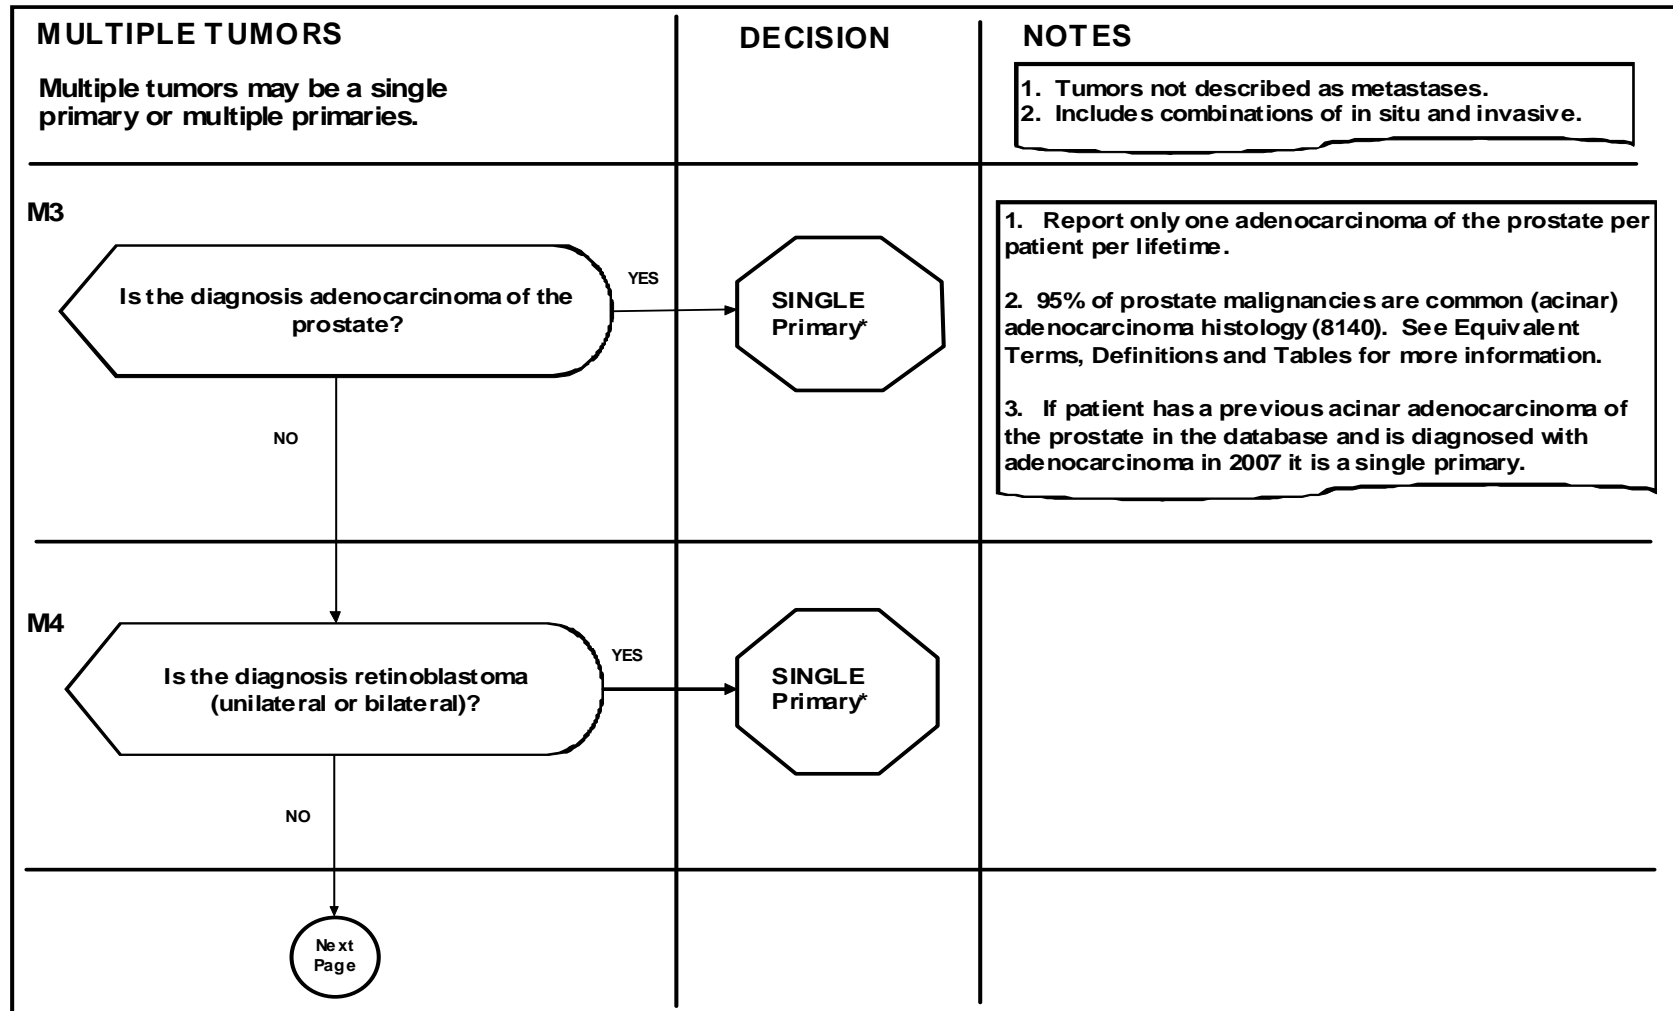 MULTIPLE TUMORS
Multiple tumors may be a single
primary or multiple primaries.
DECISION
NOTES
1. Tumors not described as metastases.
2. Includes combinations of in situ and invasive.
M3
Is the diagnosis adenocarcinoma of the
prostate?
YES
NO
SINGLE
Primary*
1. Report only one adenocarcinoma of the prostate per
patient per lifetime.
2. 95% of prostate malignancies are common (acinar)
adenocarcinoma histology (8140). See Equivalent
Terms, Definitions and Tables for more information.
3. If patient has a previous acinar adenocarcinoma of
the prostate in the database and is diagnosed with
adenocarcinoma in 2007 it is a single primary.
M4
Is the diagnosis retinoblastoma
(unilateral or bilateral)?
YES
NO
SINGLE
Primary*
Next
Page